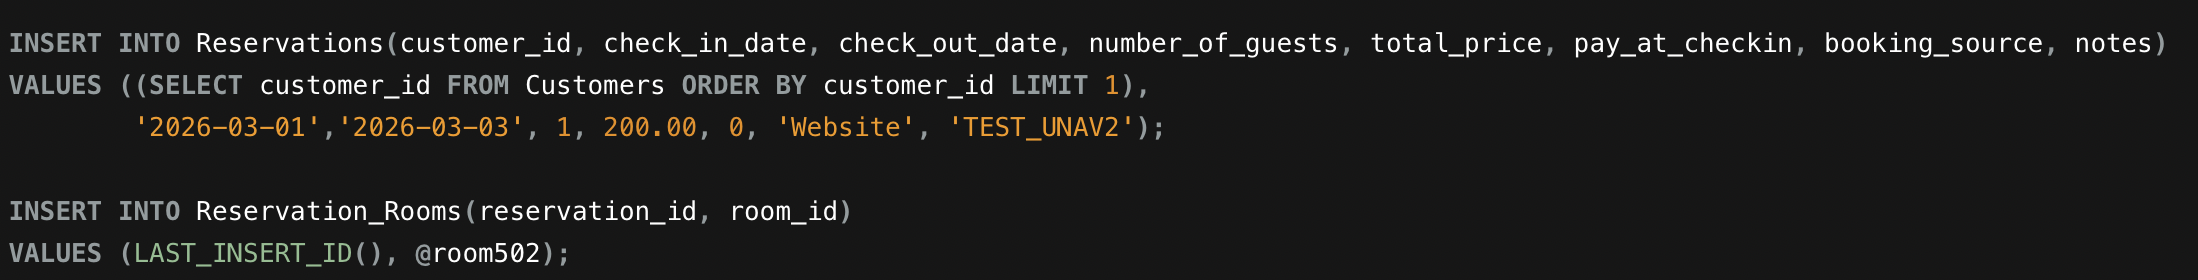 INSERT INTO Reservations(customer_id, check_in_date, check_out_date, number_of_guests, total_price, pay_at_checkin, booking_source, notes)
VALUES ((SELECT customer_id FROM Customers ORDER BY customer_id LIMIT 1),
'2026-03-01','2026-03-03', 1, 200.00, 0, 'Website', 'TEST_UNAV2');
INSERT INTO Reservation_Rooms(reservation_id, room_id)
VALUES (LAST_INSERT_ID(), @room502);